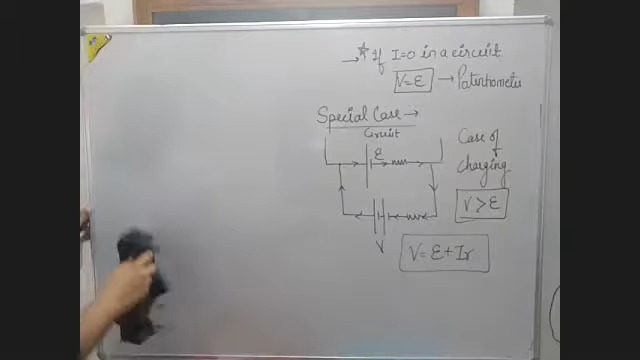 → * If I=0 in a circuit
V=ε → Potentiometer
Special Case →
Circuit
ε
Case of
charging
V > ε
V
V = ε + Ir